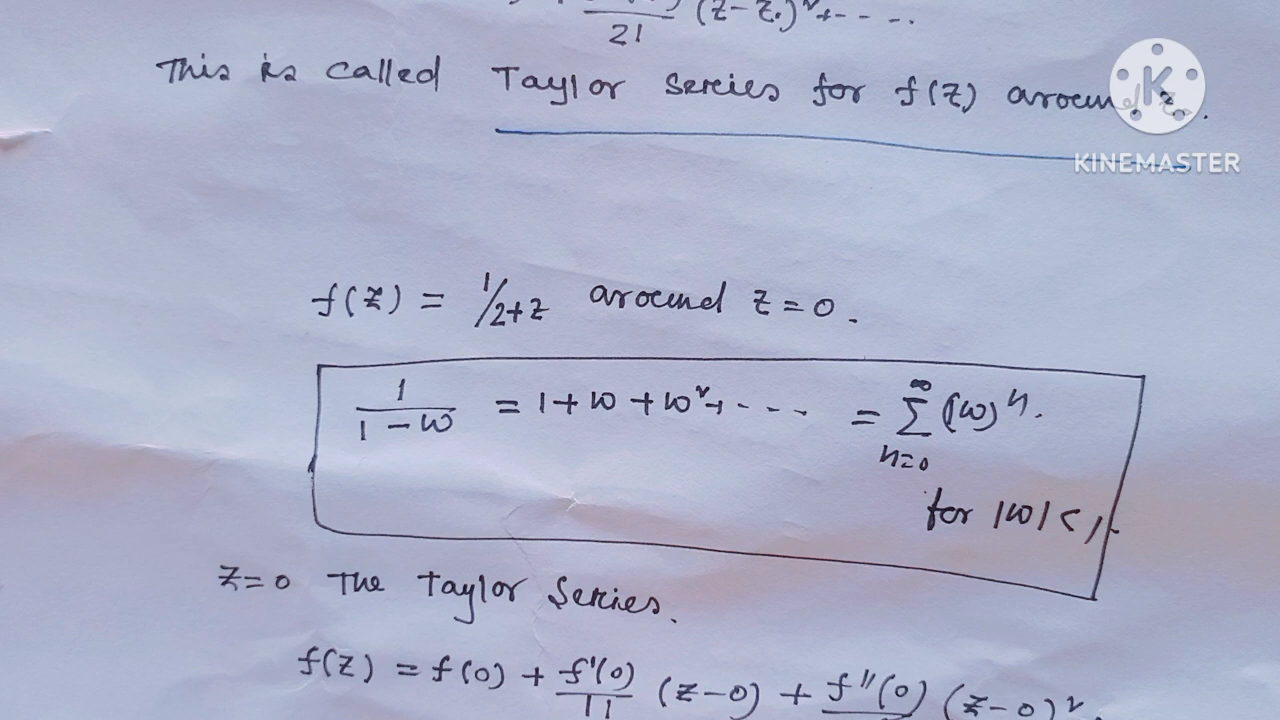 2! (z-z₀)²+----.
This is called Taylor Series for f(z) around z₀.
KINEMASTER
f(z) = 1/2+z around z=0.
1/1-w = 1+w+w²+---- = ∑ n=0 ∞ (w)ⁿ.
for |w|<1.
z=0 The Taylor Series.
f(z) = f(0) + f'(0)/1! (z-0) + f''(0) (z-0)²